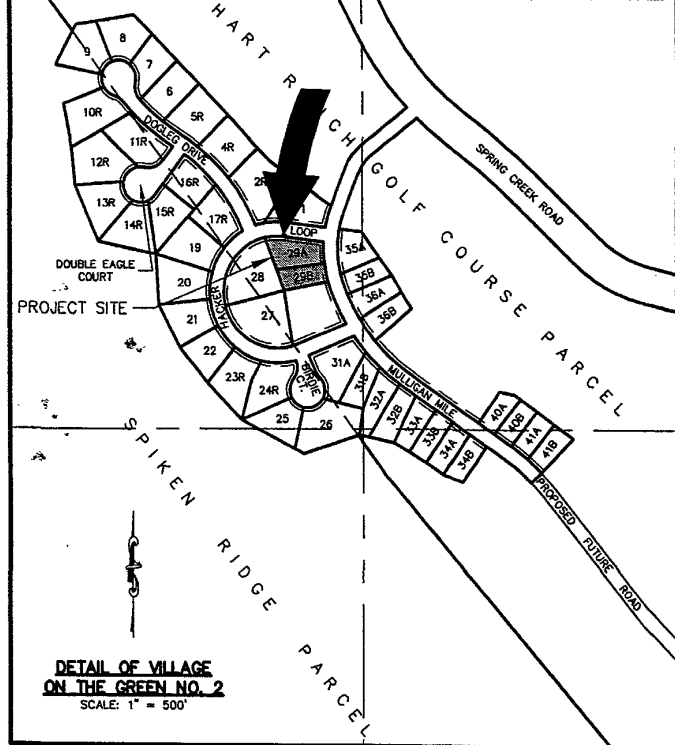 HART R CH
GOLF COURSE PARCEL
SPRING CREEK ROAD
9
8
7
6
5R
4R
2R
1
10R
11R
12R
13R
14R
15R
16R
17R
19
20
21
22
23R
24R
25
26
27
28
29A
29B
31A
31B
32A
32B
33A
33B
34A
34B
35A
35B
36A
36B
40A
40B
41A
41B
DOGLEG DRIVE
LOOP
HACKER
BIRDIE
CT.
MULLIGAN MILE
PROPOSED FUTURE ROAD
DOUBLE EAGLE
COURT
PROJECT SITE
SPIKEN RIDGE PARCEL
DETAIL OF VILLAGE
ON THE GREEN NO. 2
SCALE: 1" = 500'